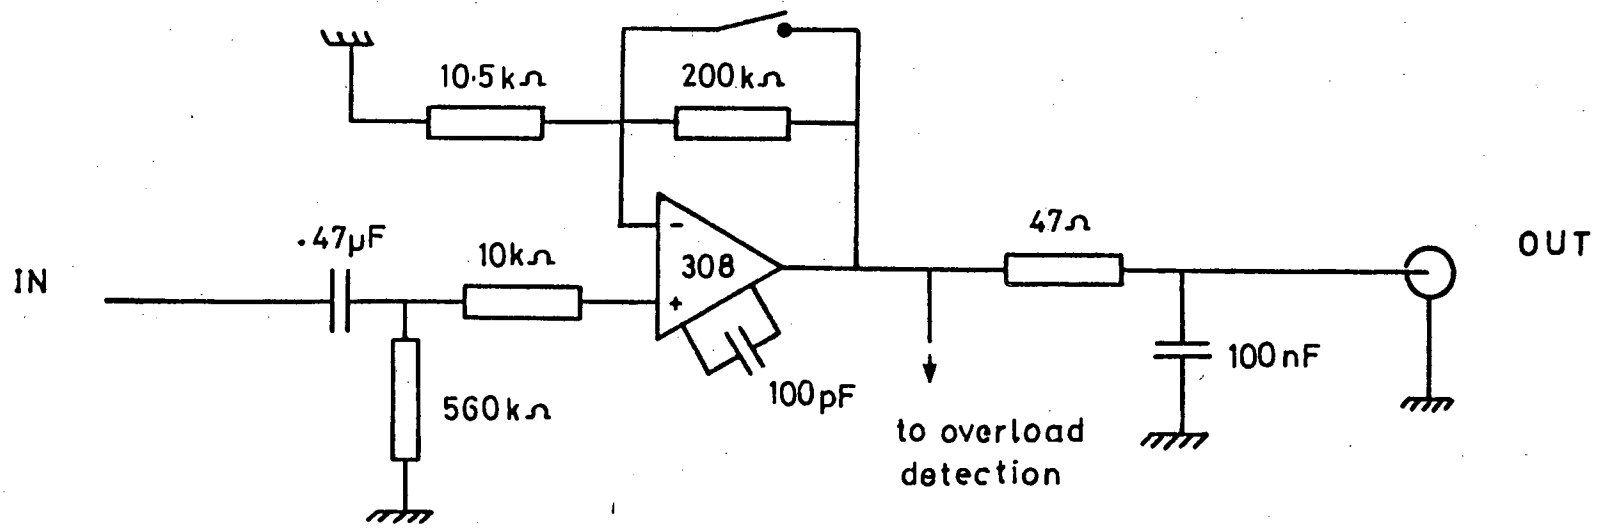 10.5kΩ
200kΩ
.47µF
10kΩ
-
308
+
47Ω
OUT
IN
100pF
100nF
560kΩ
to overload
detection